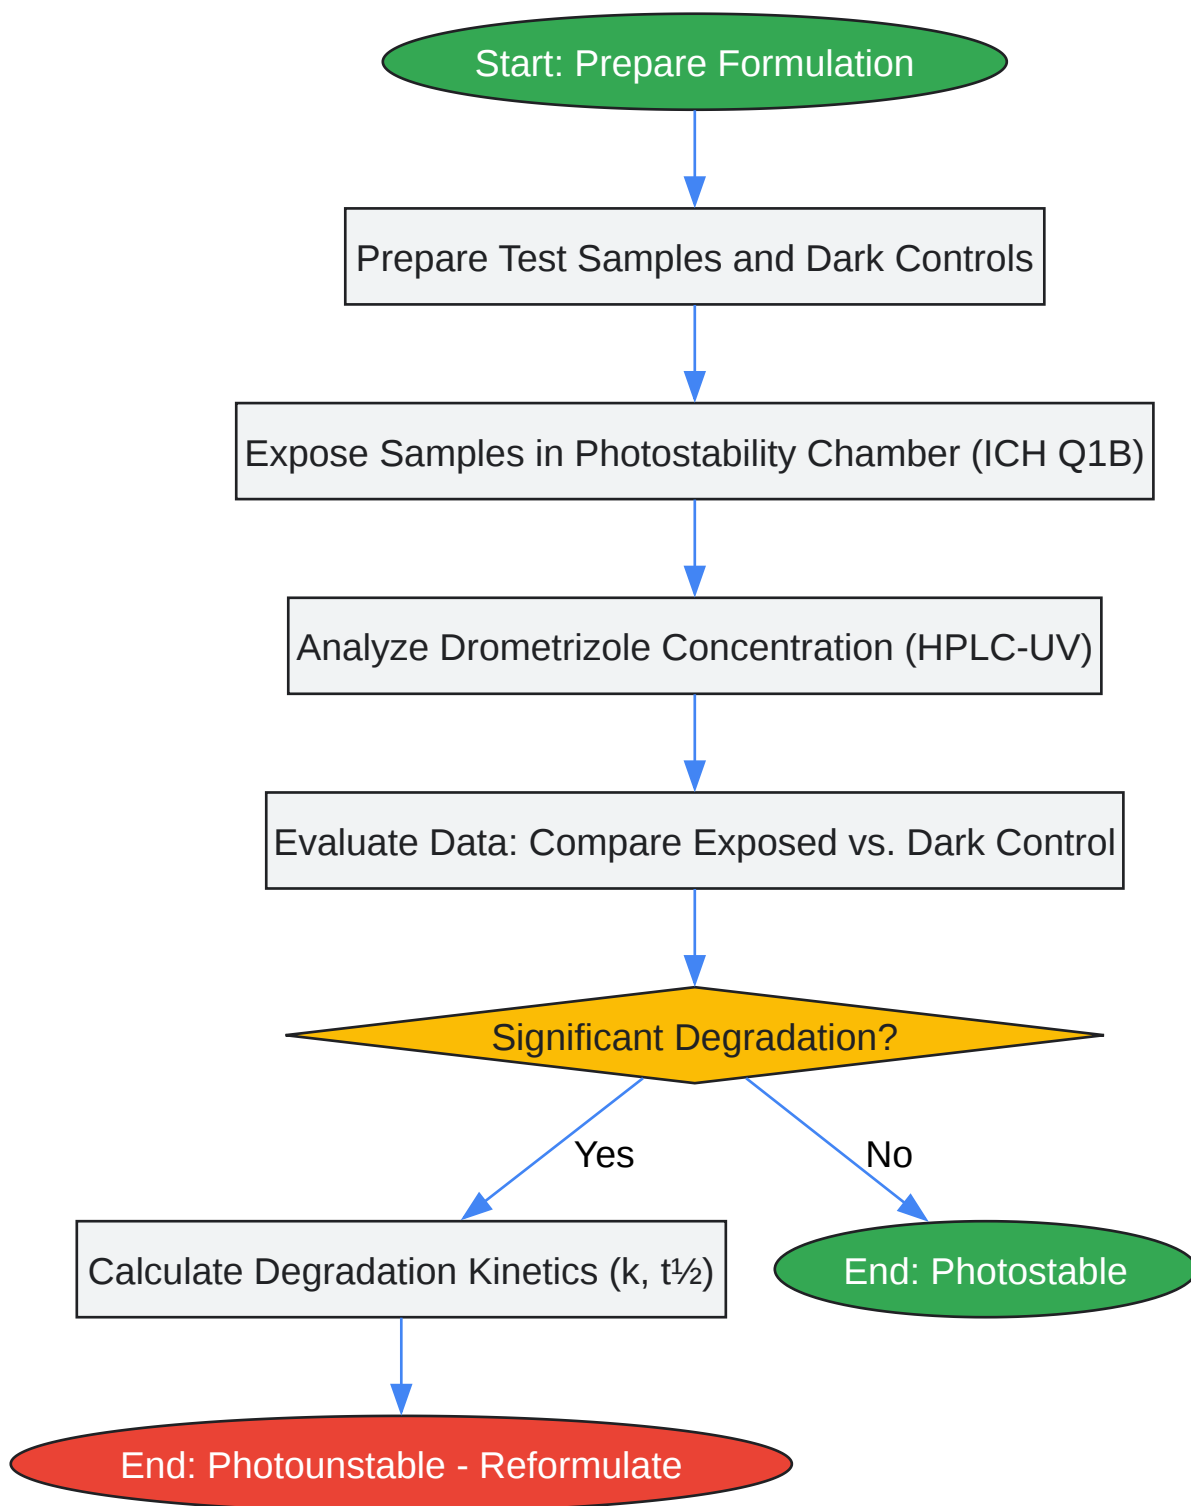 Start: Prepare Formulation
Prepare Test Samples and Dark Controls
Expose Samples in Photostability Chamber (ICH Q1B)
Analyze Drometrizole Concentration (HPLC-UV)
Evaluate Data: Compare Exposed vs. Dark Control
Significant Degradation?
Yes
No
Calculate Degradation Kinetics (k, t½)
End: Photostable
End: Photounstable - Reformulate